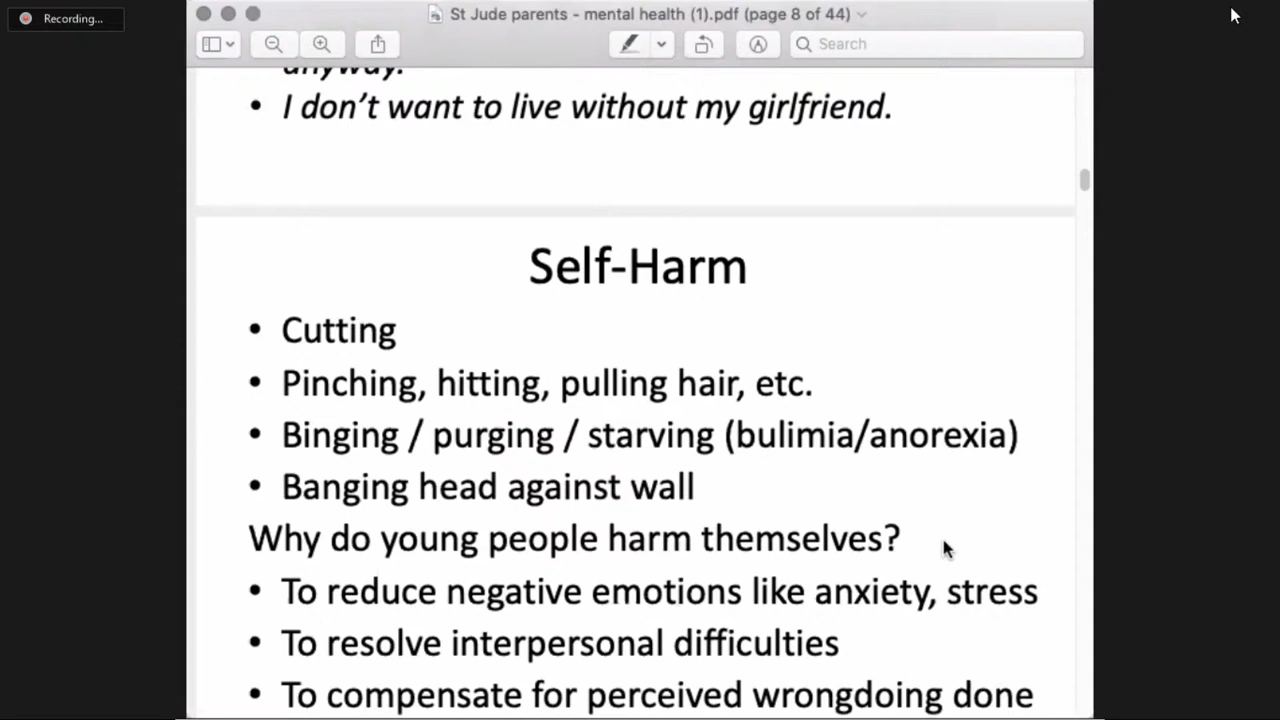 Recording...
St Jude parents - mental health (1).pdf (page 8 of 44)
Search
anyway.
• I don't want to live without my girlfriend.
Self-Harm
• Cutting
• Pinching, hitting, pulling hair, etc.
• Binging / purging / starving (bulimia/anorexia)
• Banging head against wall
Why do young people harm themselves?
• To reduce negative emotions like anxiety, stress
• To resolve interpersonal difficulties
• To compensate for perceived wrongdoing done